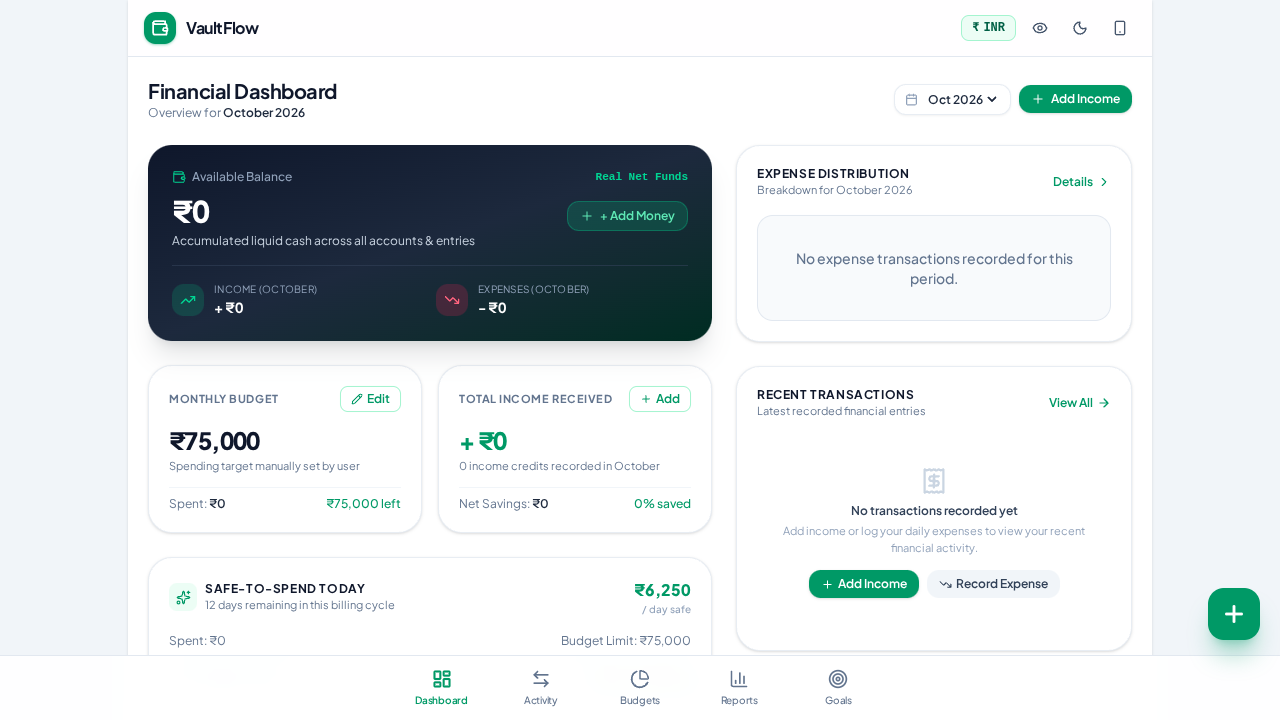 VaultFlow
₹ INR
Financial Dashboard
Overview for October 2026
Oct 2026
Add Income
Available Balance
Real Net Funds
₹0
+ Add Money
Accumulated liquid cash across all accounts & entries
INCOME (OCTOBER)
+ ₹0
EXPENSES (OCTOBER)
- ₹0
EXPENSE DISTRIBUTION
Breakdown for October 2026
Details
No expense transactions recorded for this
period.
MONTHLY BUDGET
Edit
₹75,000
Spending target manually set by user
Spent: ₹0
₹75,000 left
TOTAL INCOME RECEIVED
Add
+ ₹0
0 income credits recorded in October
Net Savings: ₹0
0% saved
RECENT TRANSACTIONS
Latest recorded financial entries
View All
No transactions recorded yet
Add income or log your daily expenses to view your recent
financial activity.
Add Income
Record Expense
SAFE-TO-SPEND TODAY
12 days remaining in this billing cycle
₹6,250
/ day safe
Spent: ₹0
Budget Limit: ₹75,000
Dashboard
Activity
Budgets
Reports
Goals